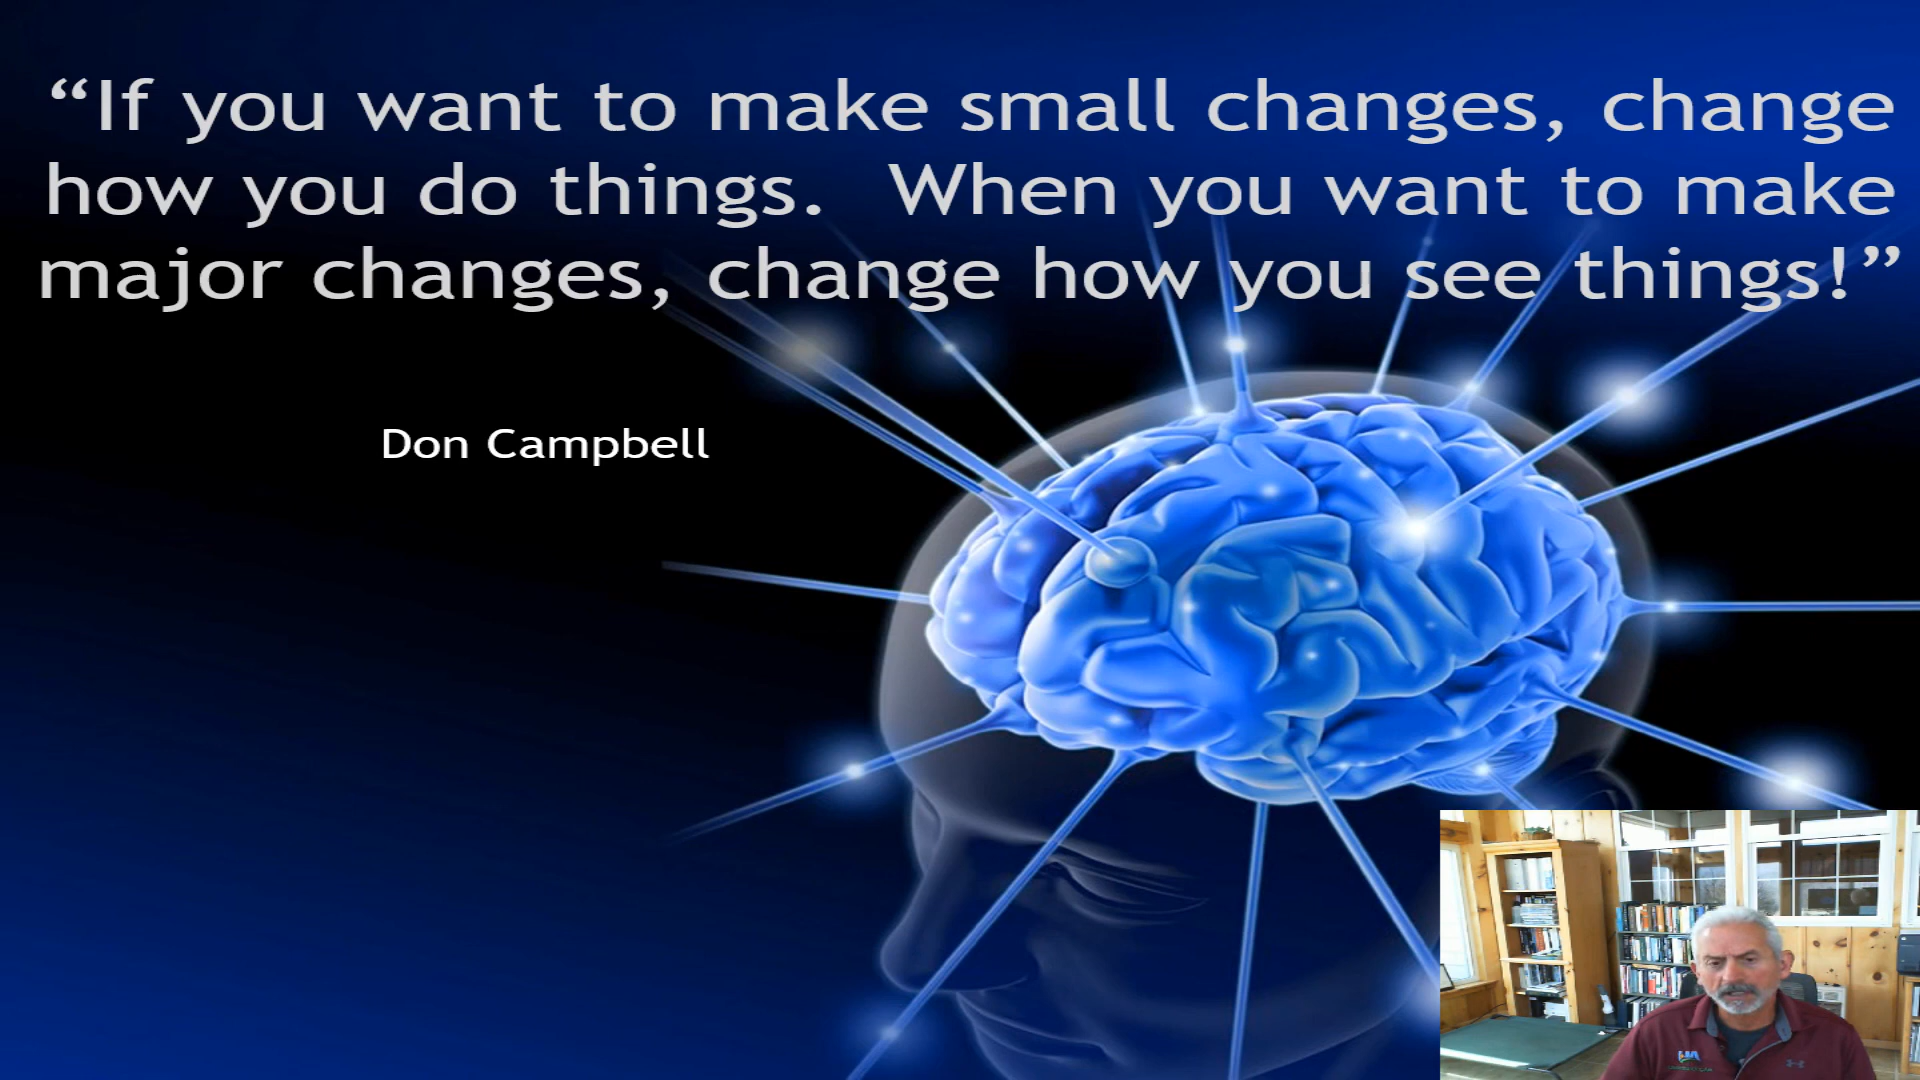 “If you want to make small changes, change
how you do things.  When you want to make
major changes, change how you see things!”
Don Campbell